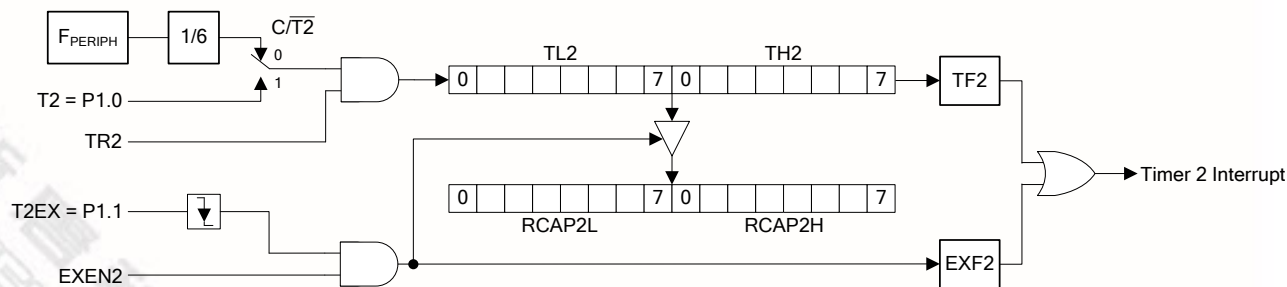 F_PERIPH
1/6
C/T2̅
0
1
T2 = P1.0
TR2
TL2
TH2
0 7 0 7
TF2
T2EX = P1.1
EXEN2
0 7 0 7
RCAP2L
RCAP2H
EXF2
Timer 2 Interrupt